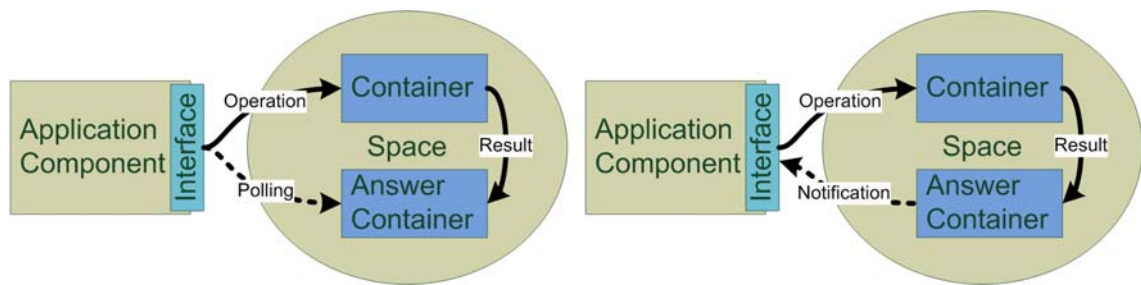 Application
Component
Interface
Operation
Container
Space
Result
Polling
Answer
Container
Application
Component
Interface
Operation
Container
Space
Result
Notification
Answer
Container